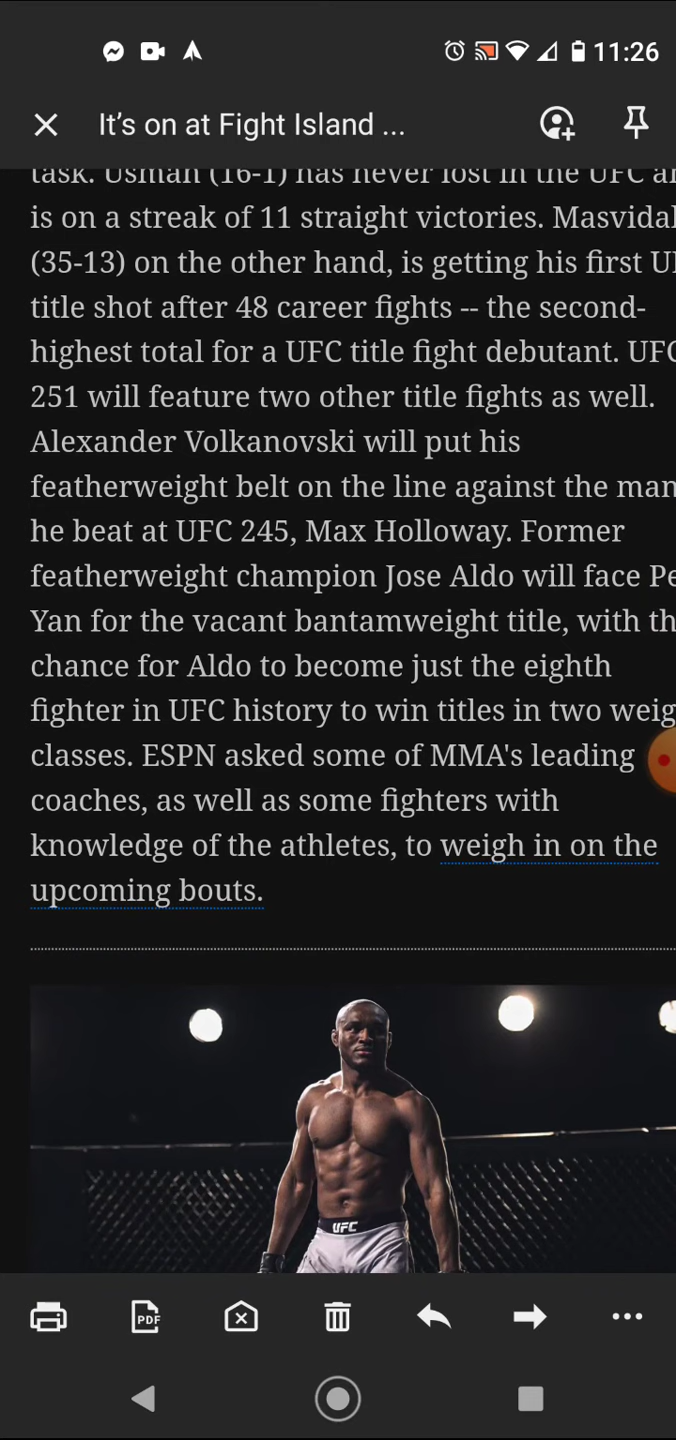 11:26
It's on at Fight Island ...
task. Usman (16-1) has never lost in the UFC
is on a streak of 11 straight victories. Masvidal
(35-13) on the other hand, is getting his first
title shot after 48 career fights -- the second-
highest total for a UFC title fight debutant. UFC
251 will feature two other title fights as well.
Alexander Volkanovski will put his
featherweight belt on the line against the man
he beat at UFC 245, Max Holloway. Former
featherweight champion Jose Aldo will face
Yan for the vacant bantamweight title, with
chance for Aldo to become just the eighth
fighter in UFC history to win titles in two
classes. ESPN asked some of MMA's leading
coaches, as well as some fighters with
knowledge of the athletes, to weigh in on the
upcoming bouts.
UFC
PDF